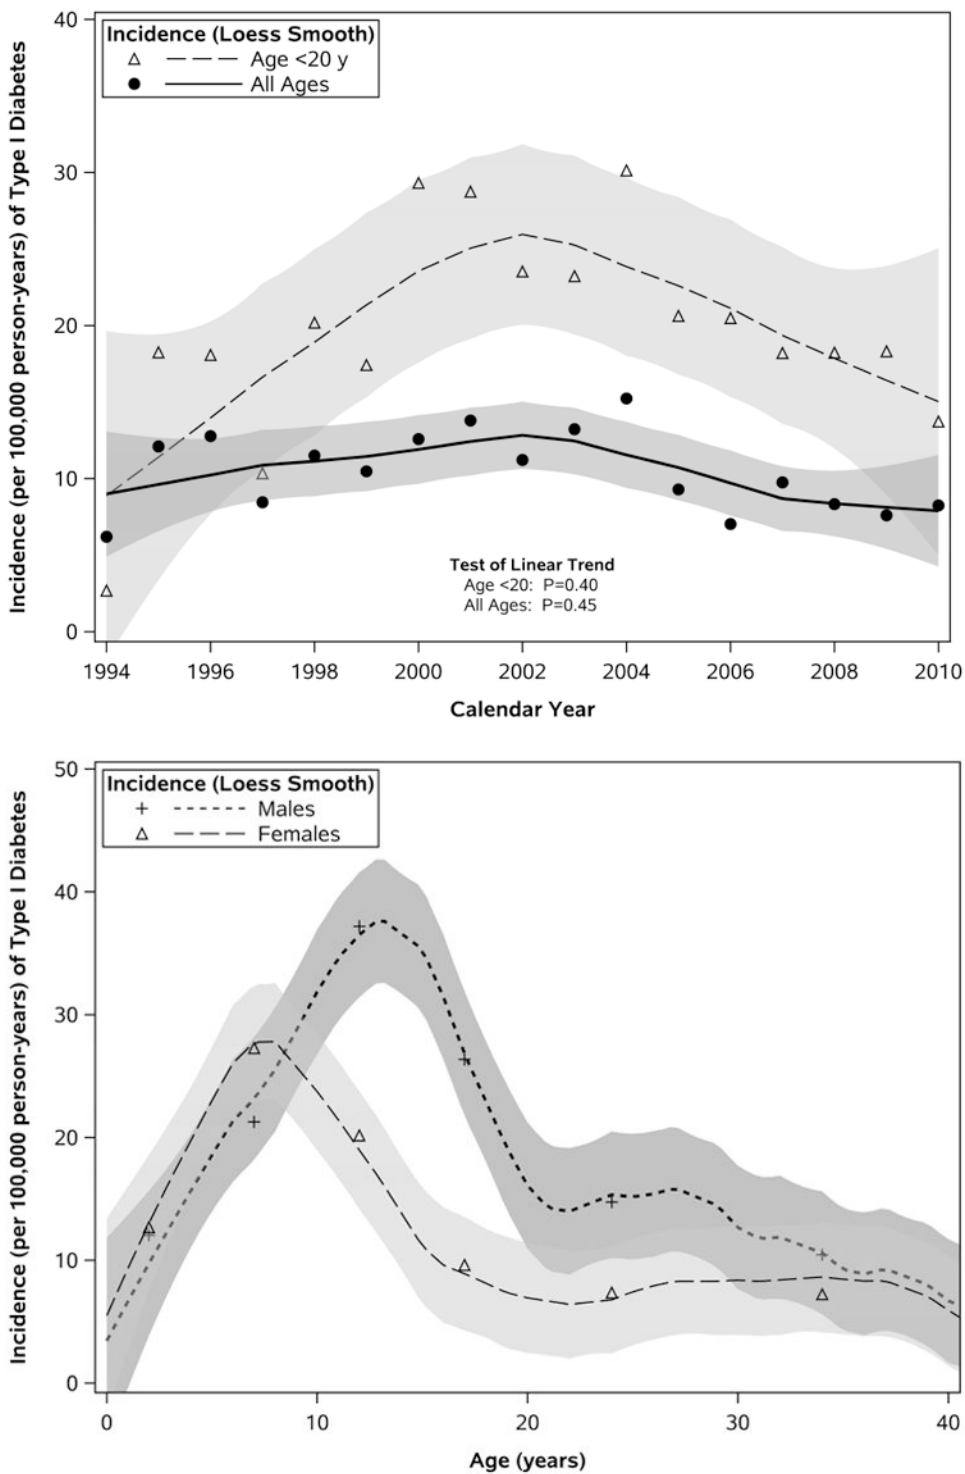 Incidence (per 100,000 person-years) of Type I Diabetes
40
30
20
10
0
Incidence (Loess Smooth)
Age <20 y
All Ages
Test of Linear Trend
Age <20: P=0.40
All Ages: P=0.45
1994 1996 1998 2000 2002 2004 2006 2008 2010
Calendar Year
Incidence (per 100,000 person-years) of Type I Diabetes
50
40
30
20
10
0
Incidence (Loess Smooth)
Males
Females
0 10 20 30 40
Age (years)